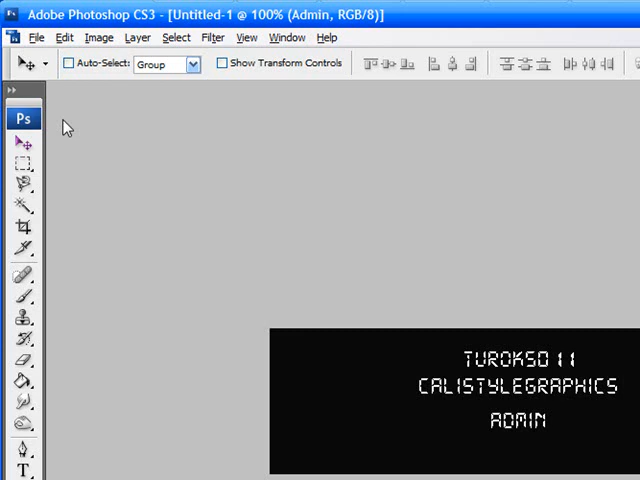 Adobe Photoshop CS3 - [Untitled-1 @ 100% (Admin, RGB/8)]
File Edit Image Layer Select Filter View Window Help
Auto-Select: Group Show Transform Controls
Ps
T
TUROKSO11
CALISTYLEGRAPHICS
ADMIN